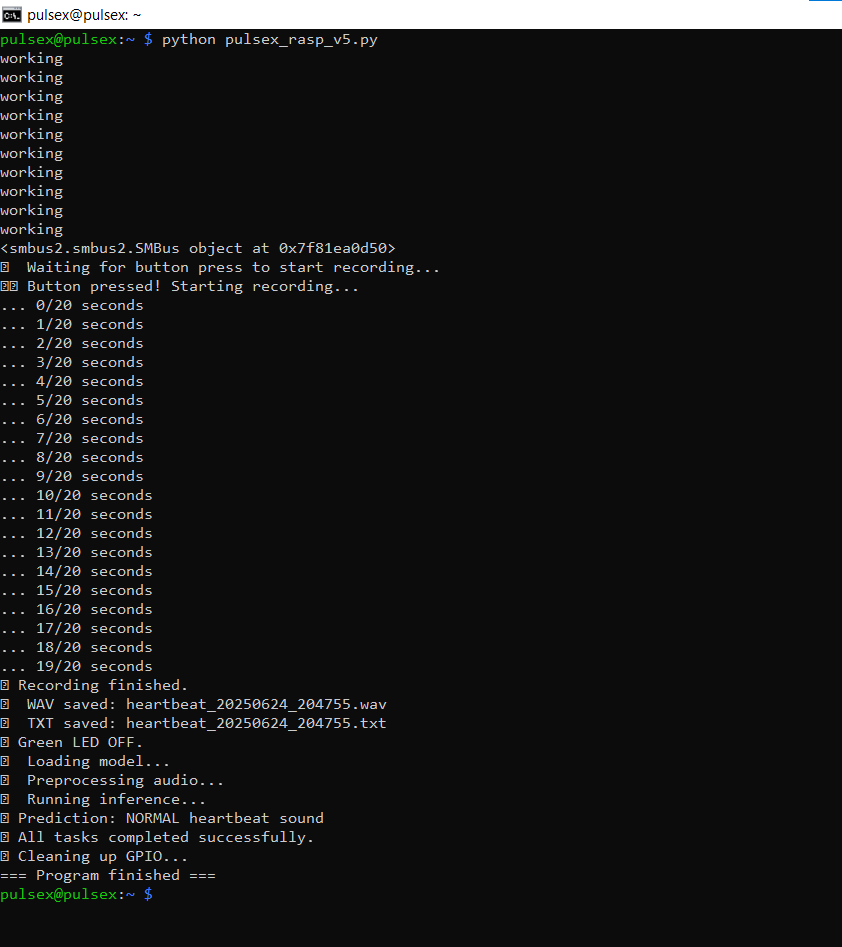 pulsex@pulsex: ~
pulsex@pulsex:~ $ python pulsex_rasp_v5.py
working
working
working
working
working
working
working
working
working
working
<smbus2.smbus2.SMBus object at 0x7f81ea0d50>
Waiting for button press to start recording...
Button pressed! Starting recording...
... 0/20 seconds
... 1/20 seconds
... 2/20 seconds
... 3/20 seconds
... 4/20 seconds
... 5/20 seconds
... 6/20 seconds
... 7/20 seconds
... 8/20 seconds
... 9/20 seconds
... 10/20 seconds
... 11/20 seconds
... 12/20 seconds
... 13/20 seconds
... 14/20 seconds
... 15/20 seconds
... 16/20 seconds
... 17/20 seconds
... 18/20 seconds
... 19/20 seconds
Recording finished.
WAV saved: heartbeat_20250624_204755.wav
TXT saved: heartbeat_20250624_204755.txt
Green LED OFF.
Loading model...
Preprocessing audio...
Running inference...
Prediction: NORMAL heartbeat sound
All tasks completed successfully.
Cleaning up GPIO...
=== Program finished ===
pulsex@pulsex:~ $